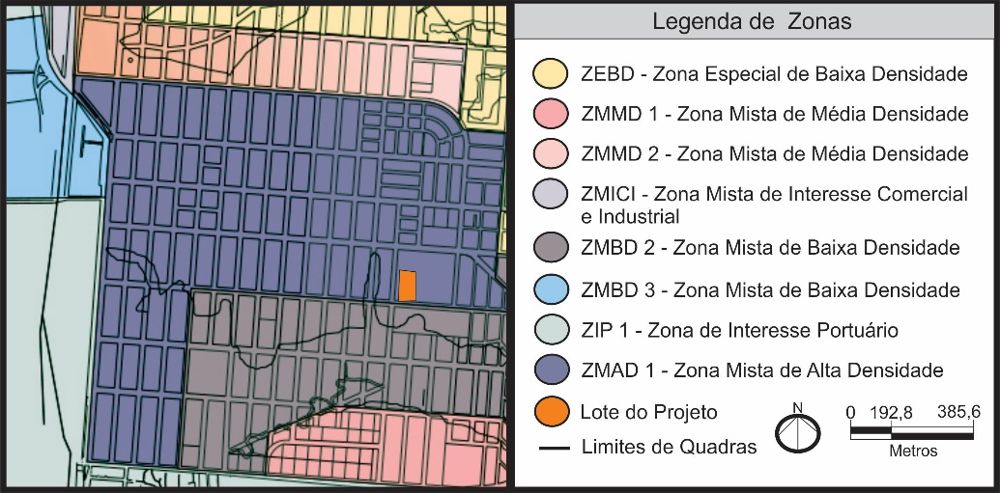 Legenda de Zonas
ZEBD - Zona Especial de Baixa Densidade
ZMMD 1 - Zona Mista de Média Densidade
ZMMD 2 - Zona Mista de Média Densidade
ZMICI - Zona Mista de Interesse Comercial
e Industrial
ZMBD 2 - Zona Mista de Baixa Densidade
ZMBD 3 - Zona Mista de Baixa Densidade
ZIP 1 - Zona de Interesse Portuário
ZMAD 1 - Zona Mista de Alta Densidade
Lote do Projeto
Limites de Quadras
N
0 192,8 385,6
Metros